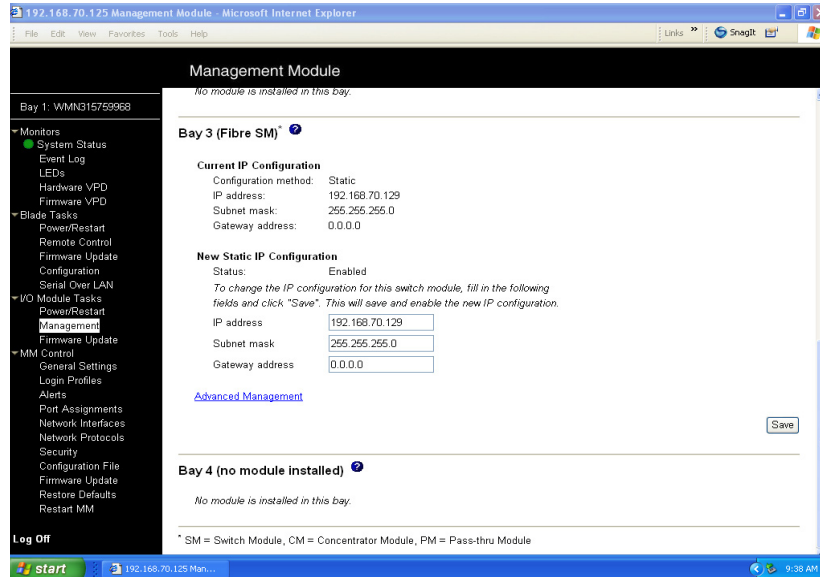 192.168.70.125 Management Module - Microsoft Internet Explorer
File Edit View Favorites Tools Help
Links » SnagIt
Management Module
Bay 1: WMN315759968
Monitors
System Status
Event Log
LEDs
Hardware VPD
Firmware VPD
Blade Tasks
Power/Restart
Remote Control
Firmware Update
Configuration
Serial Over LAN
I/O Module Tasks
Power/Restart
Management
Firmware Update
MM Control
General Settings
Login Profiles
Alerts
Port Assignments
Network Interfaces
Network Protocols
Security
Configuration File
Firmware Update
Restore Defaults
Restart MM
Log Off
No module is installed in this bay.
Bay 3 (Fibre SM)* ?
Current IP Configuration
Configuration method: Static
IP address: 192.168.70.129
Subnet mask: 255.255.255.0
Gateway address: 0.0.0.0
New Static IP Configuration
Status: Enabled
To change the IP configuration for this switch module, fill in the following
fields and click "Save". This will save and enable the new IP configuration.
IP address 192.168.70.129
Subnet mask 255.255.255.0
Gateway address 0.0.0.0
Advanced Management
Save
Bay 4 (no module installed) ?
No module is installed in this bay.
* SM = Switch Module, CM = Concentrator Module, PM = Pass-thru Module
start
192.168.70.125 Man...
9:38 AM